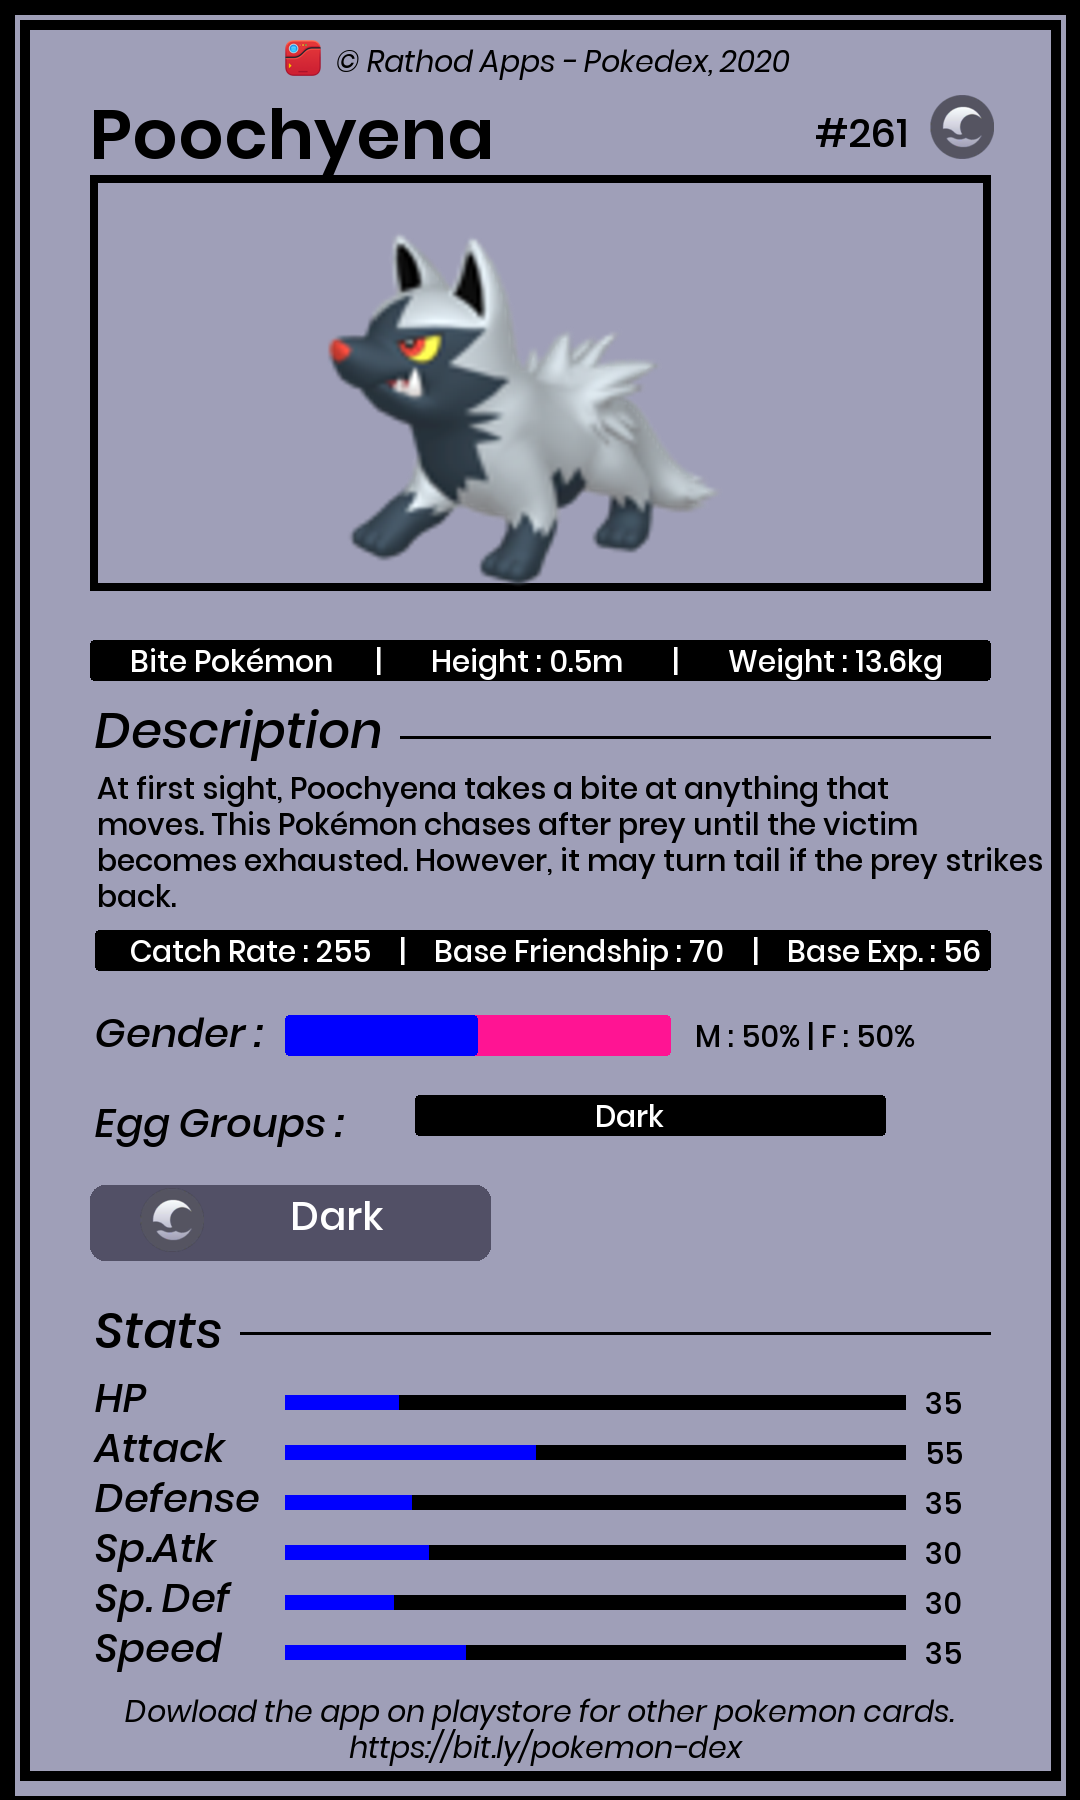 © Rathod Apps - Pokedex, 2020
Poochyena #261
Bite Pokémon | Height : 0.5m | Weight : 13.6kg
Description
At first sight, Poochyena takes a bite at anything that
moves. This Pokémon chases after prey until the victim
becomes exhausted. However, it may turn tail if the prey strikes
back.
Catch Rate : 255 | Base Friendship : 70 | Base Exp. : 56
Gender : M : 50% | F : 50%
Egg Groups : Dark
Dark
Stats
HP 35
Attack 55
Defense 35
Sp.Atk 30
Sp. Def 30
Speed 35
Dowload the app on playstore for other pokemon cards.
https://bit.ly/pokemon-dex